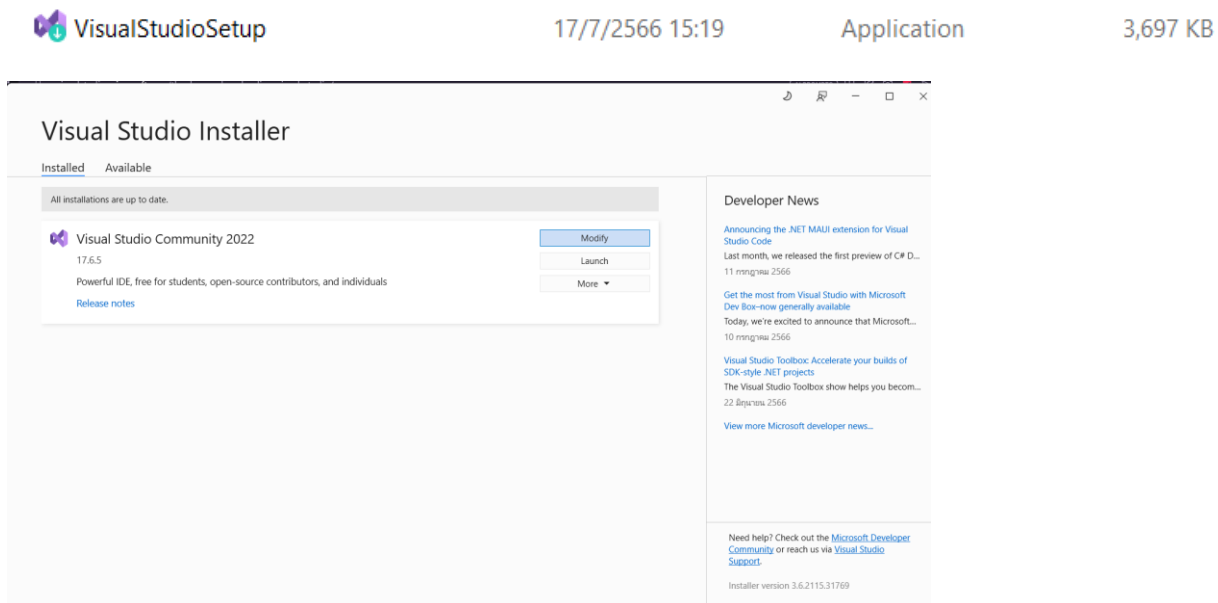 VisualStudioSetup 17/7/2566 15:19 Application 3,697 KB
Visual Studio Installer
Installed Available
All installations are up to date.
Visual Studio Community 2022
17.6.5
Powerful IDE, free for students, open-source contributors, and individuals
Release notes
Modify
Launch
More
Developer News
Announcing the .NET MAUI extension for Visual
Studio Code
Last month, we released the first preview of C# D...
11 กรกฎาคม 2566
Get the most from Visual Studio with Microsoft
Dev Box–now generally available
Today, we're excited to announce that Microsoft...
10 กรกฎาคม 2566
Visual Studio Toolbox: Accelerate your builds of
SDK-style .NET projects
The Visual Studio Toolbox show helps you becom...
22 มิถุนายน 2566
View more Microsoft developer news...
Need help? Check out the Microsoft Developer
Community or reach us via Visual Studio
Support.
Installer version 3.6.2115.31769